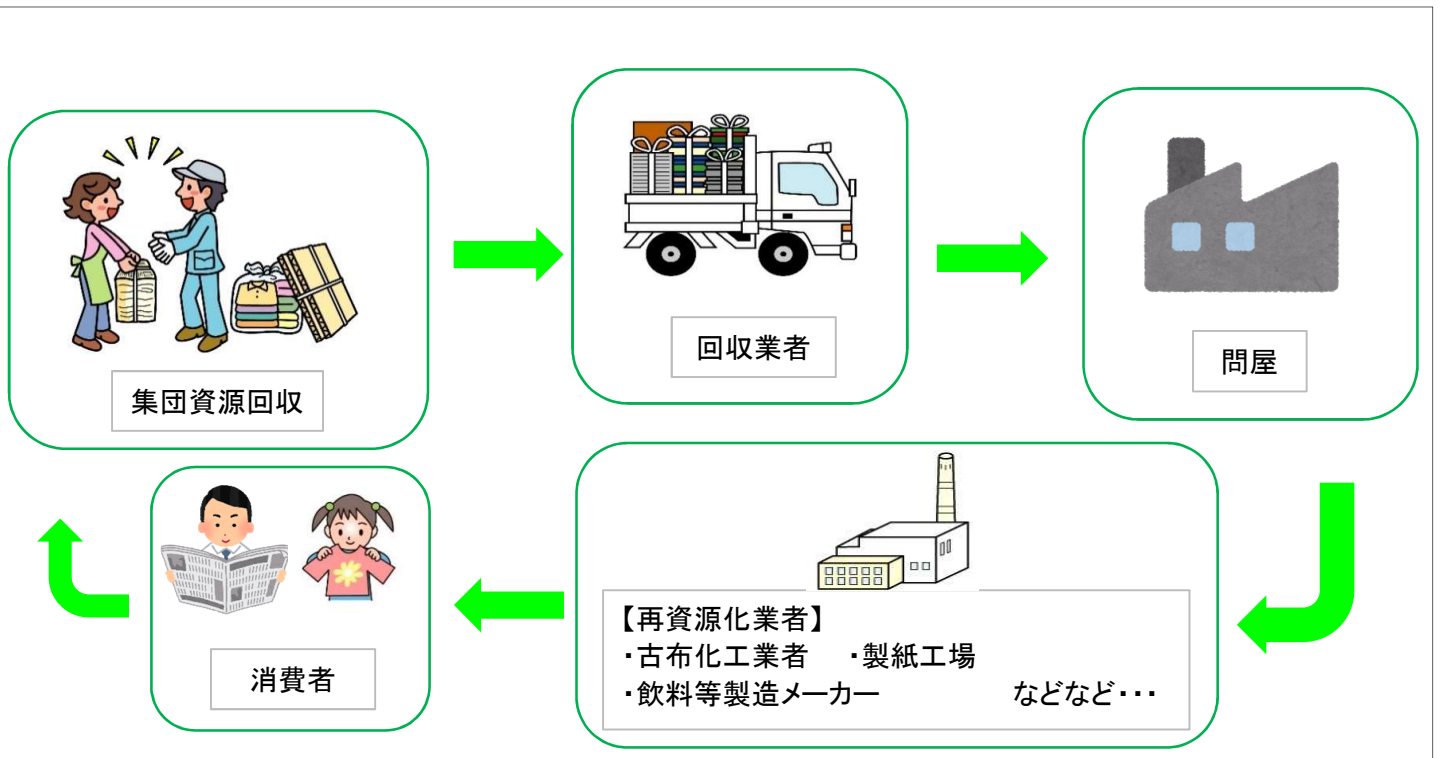 集団資源回収
回収業者
問屋
【再資源化業者】
・古布化工業者　・製紙工場
・飲料等製造メーカー　などなど・・・
消費者